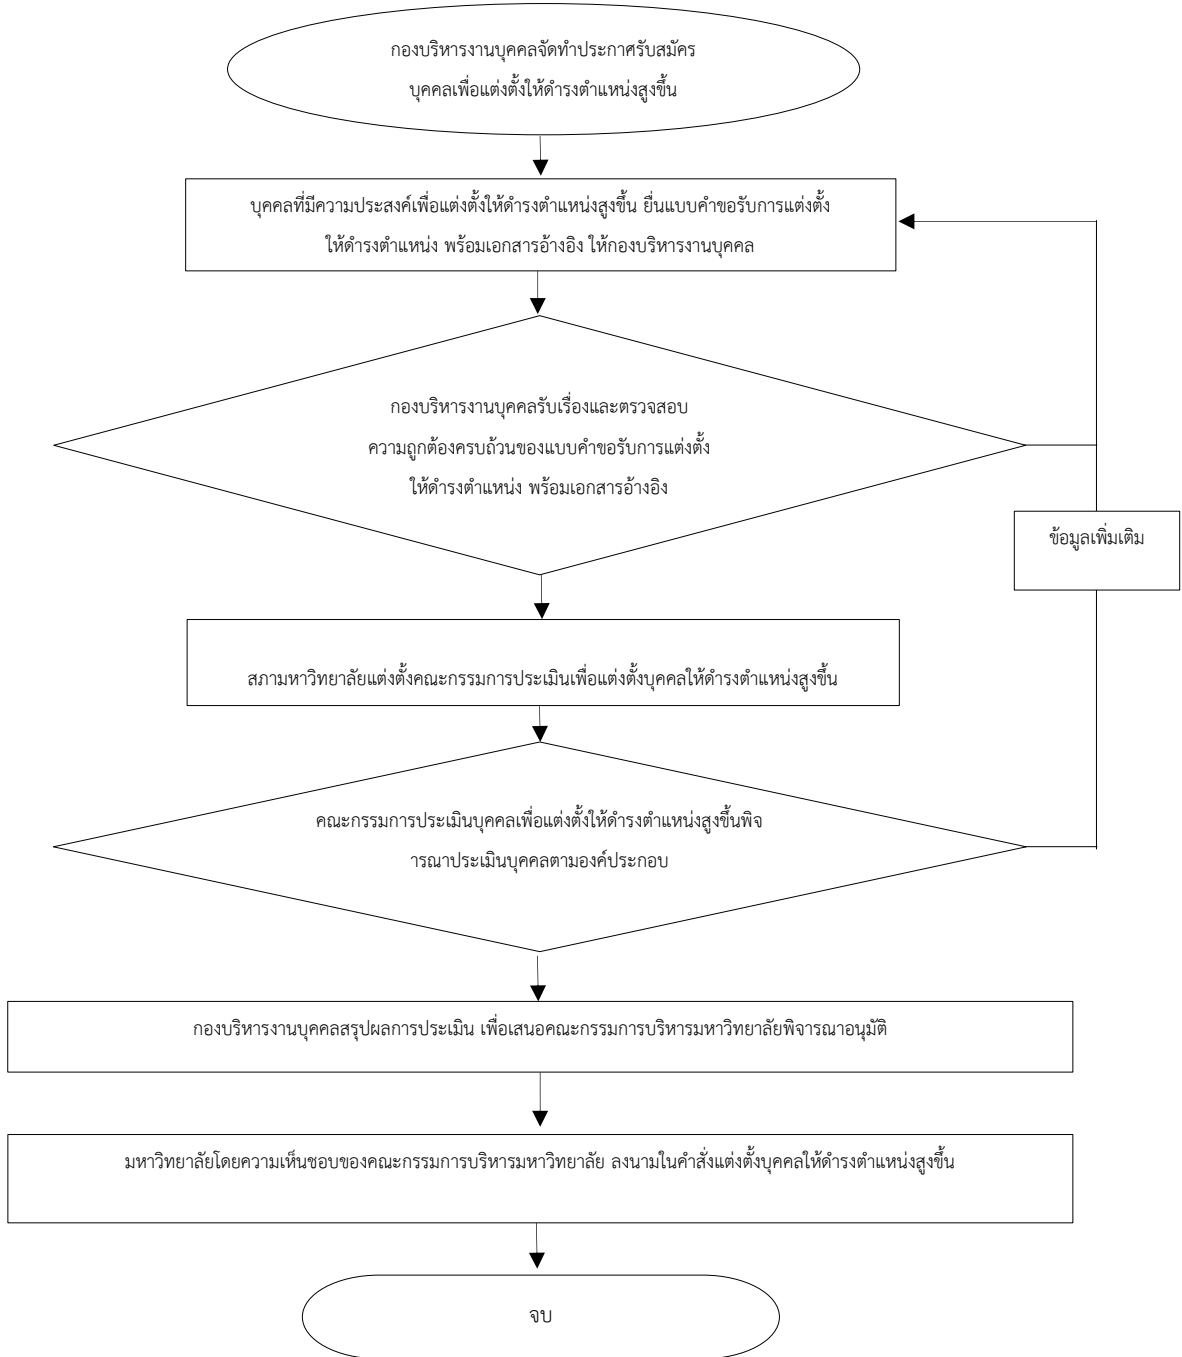 กองบริหารงานบุคคลจัดทำประกาศรับสมัคร
บุคคลเพื่อแต่งตั้งให้ดำรงตำแหน่งสูงขึ้น
บุคคลที่มีความประสงค์เพื่อแต่งตั้งให้ดำรงตำแหน่งสูงขึ้น ยื่นแบบคำขอรับการแต่งตั้ง
ให้ดำรงตำแหน่ง พร้อมเอกสารอ้างอิง ให้กองบริหารงานบุคคล
กองบริหารงานบุคคลรับเรื่องและตรวจสอบ
ความถูกต้องครบถ้วนของแบบคำขอรับการแต่งตั้ง
ให้ดำรงตำแหน่ง พร้อมเอกสารอ้างอิง
ข้อมูลเพิ่มเติม
สภามหาวิทยาลัยแต่งตั้งคณะกรรมการประเมินเพื่อแต่งตั้งบุคคลให้ดำรงตำแหน่งสูงขึ้น
คณะกรรมการประเมินบุคคลเพื่อแต่งตั้งให้ดำรงตำแหน่งสูงขึ้นพิจ
ารณาประเมินบุคคลตามองค์ประกอบ
กองบริหารงานบุคคลสรุปผลการประเมิน เพื่อเสนอคณะกรรมการบริหารมหาวิทยาลัยพิจารณาอนุมัติ
มหาวิทยาลัยโดยความเห็นชอบของคณะกรรมการบริหารมหาวิทยาลัย ลงนามในคำสั่งแต่งตั้งบุคคลให้ดำรงตำแหน่งสูงขึ้น
จบ